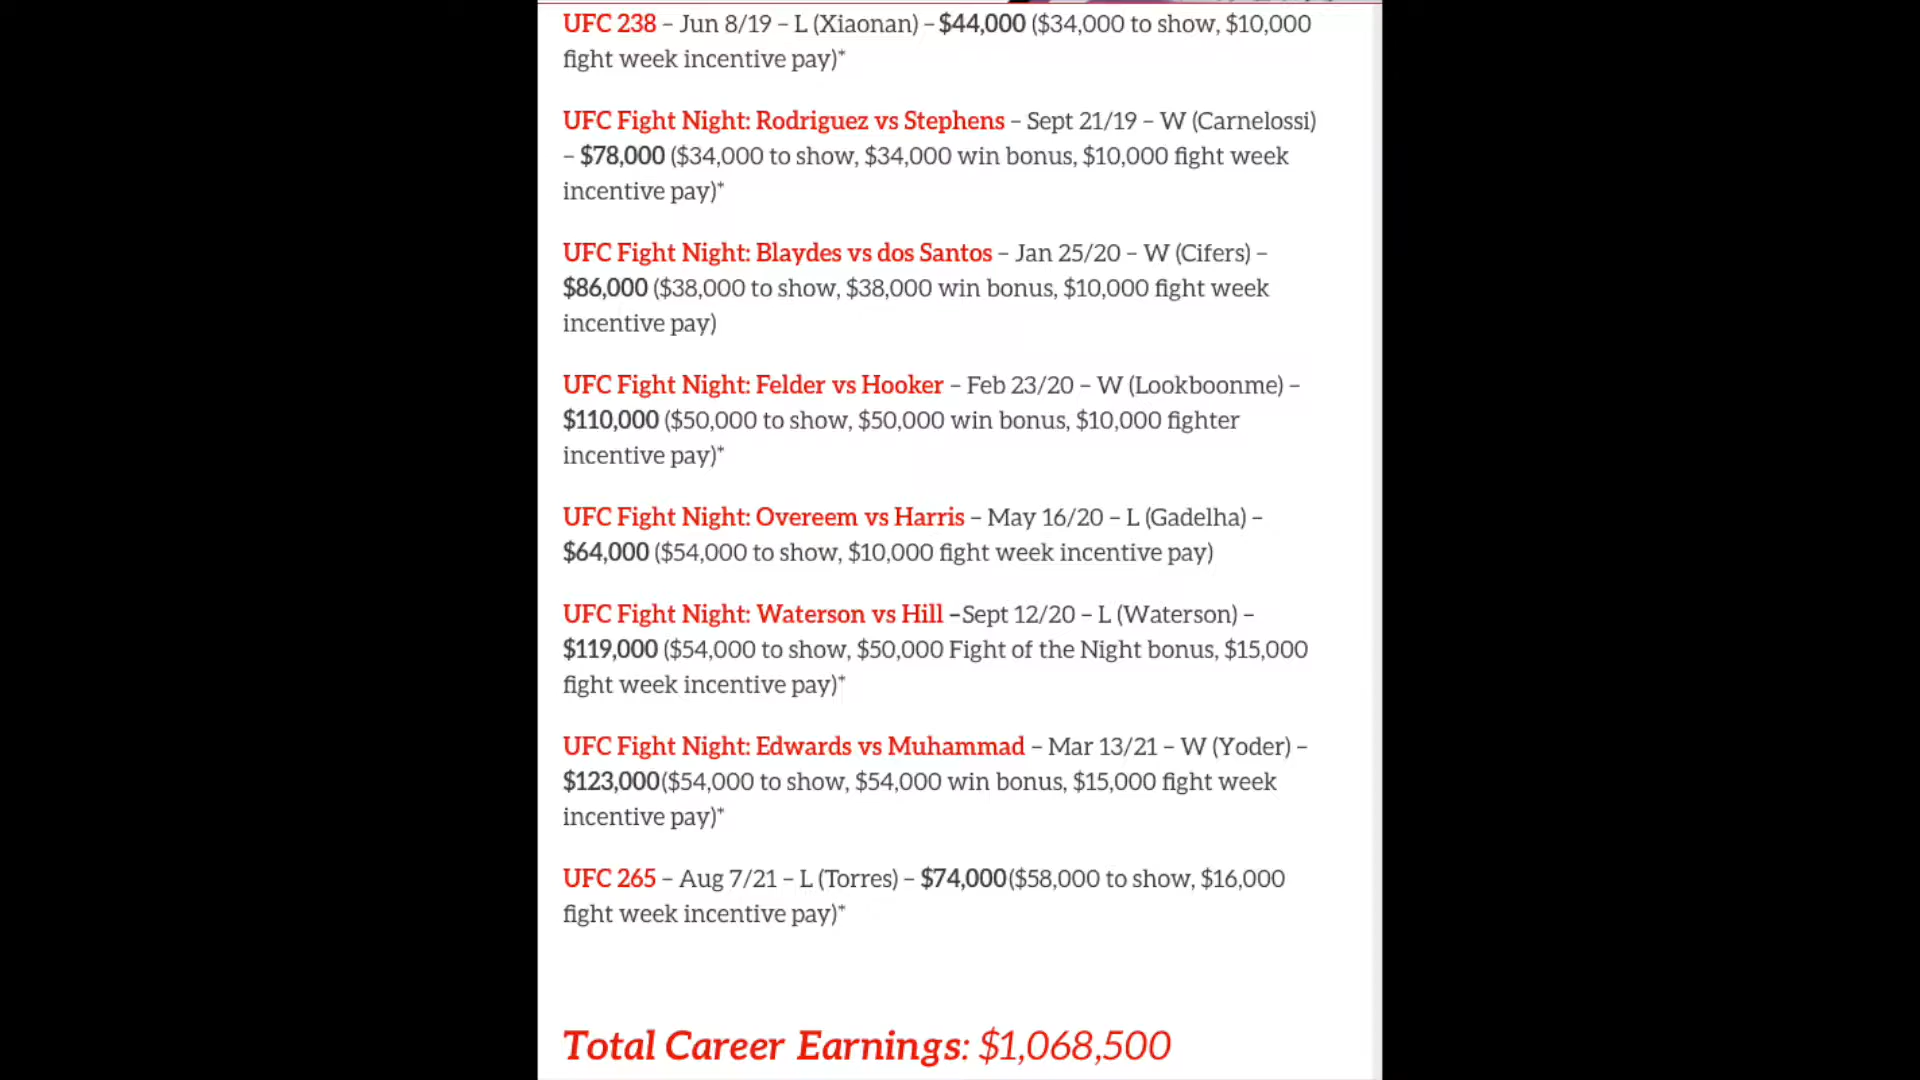 UFC 238 – Jun 8/19 – L (Xiaonan) – $44,000 ($34,000 to show, $10,000
fight week incentive pay)*
UFC Fight Night: Rodriguez vs Stephens – Sept 21/19 – W (Carnelossi)
– $78,000 ($34,000 to show, $34,000 win bonus, $10,000 fight week
incentive pay)*
UFC Fight Night: Blaydes vs dos Santos – Jan 25/20 – W (Cifers) –
$86,000 ($38,000 to show, $38,000 win bonus, $10,000 fight week
incentive pay)
UFC Fight Night: Felder vs Hooker – Feb 23/20 – W (Lookboonme) –
$110,000 ($50,000 to show, $50,000 win bonus, $10,000 fighter
incentive pay)*
UFC Fight Night: Overeem vs Harris – May 16/20 – L (Gadelha) –
$64,000 ($54,000 to show, $10,000 fight week incentive pay)
UFC Fight Night: Waterson vs Hill –Sept 12/20 – L (Waterson) –
$119,000 ($54,000 to show, $50,000 Fight of the Night bonus, $15,000
fight week incentive pay)*
UFC Fight Night: Edwards vs Muhammad – Mar 13/21 – W (Yoder) –
$123,000($54,000 to show, $54,000 win bonus, $15,000 fight week
incentive pay)*
UFC 265 – Aug 7/21 – L (Torres) – $74,000($58,000 to show, $16,000
fight week incentive pay)*
Total Career Earnings: $1,068,500